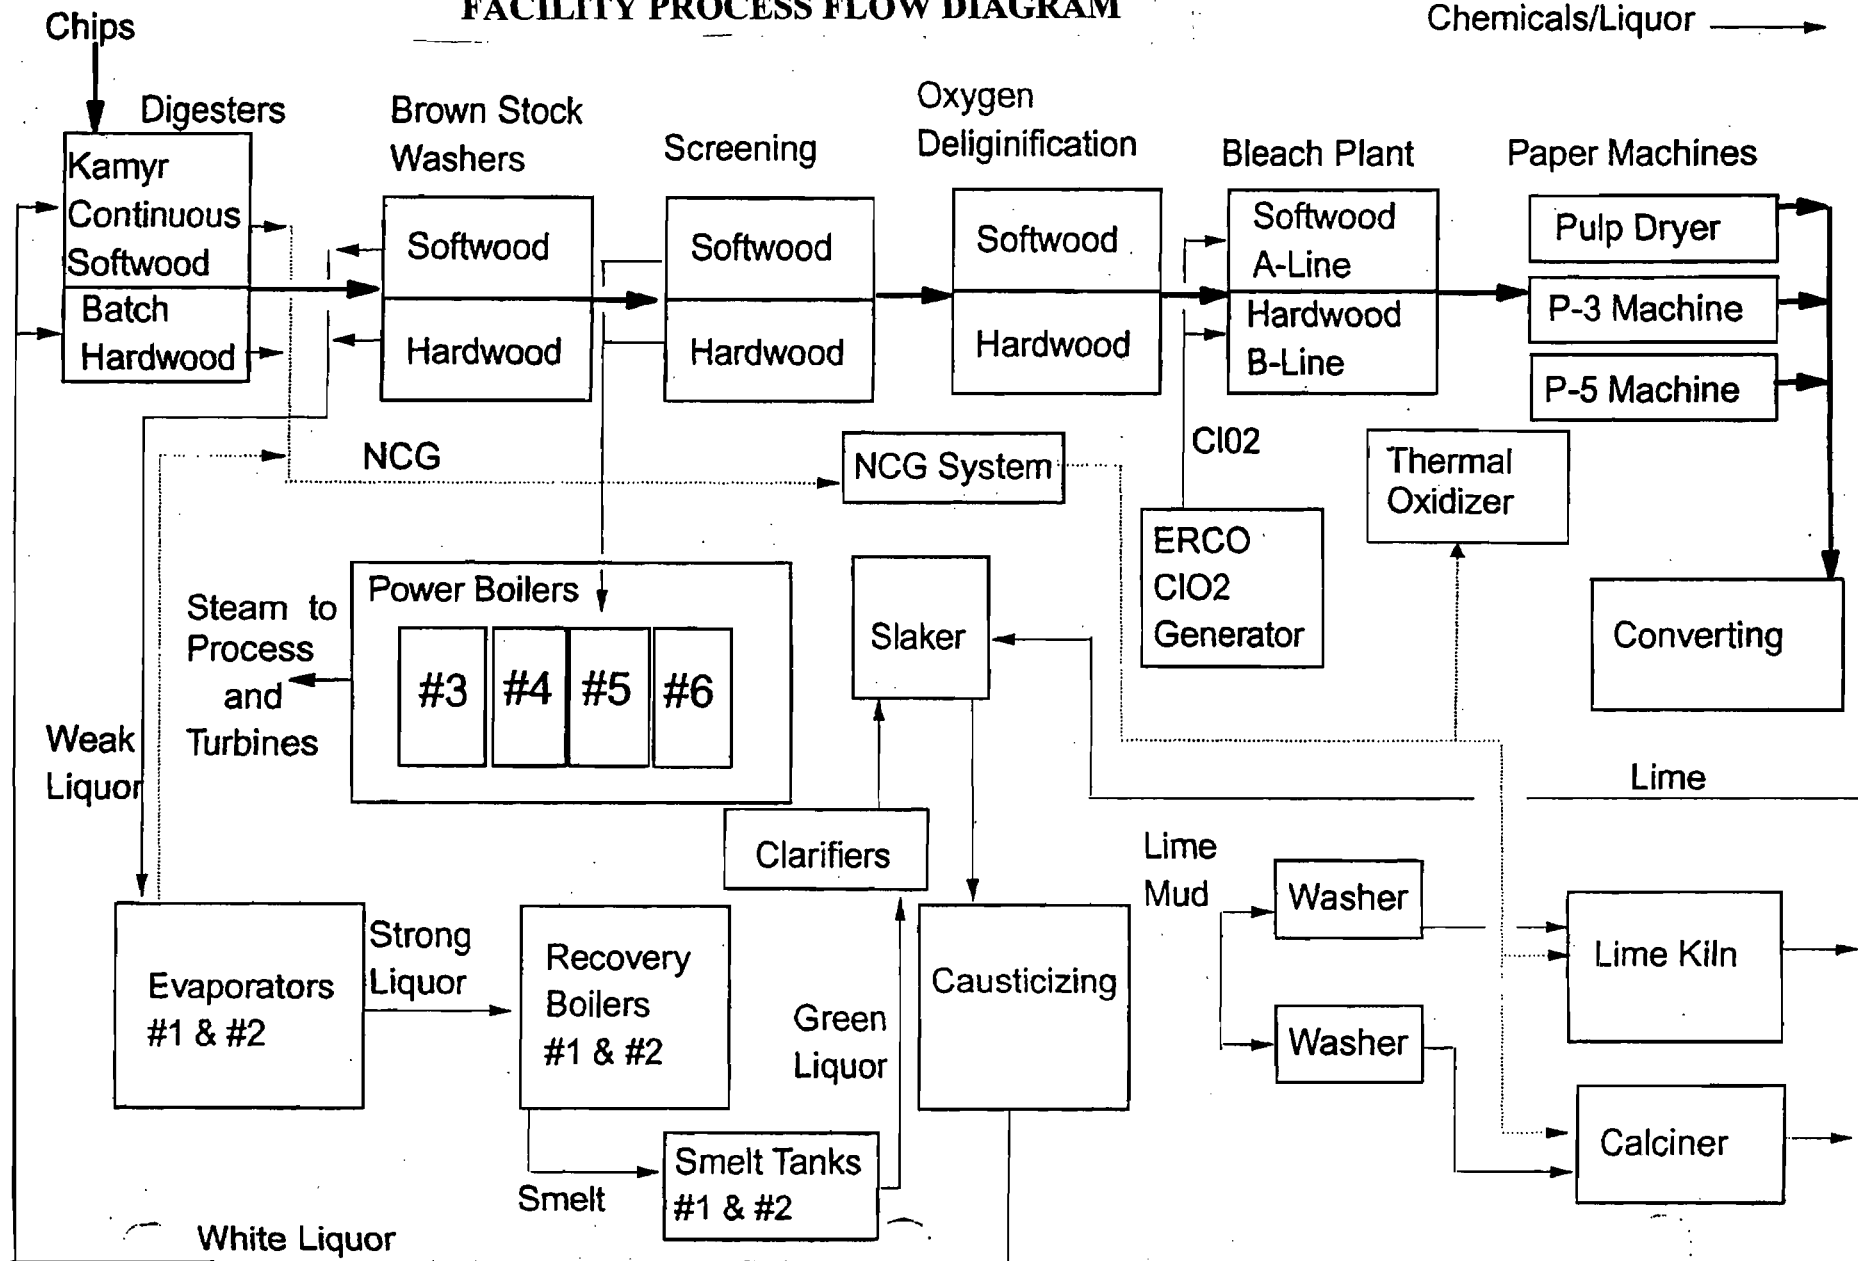 FACILITY PROCESS FLOW DIAGRAM
Chemicals/Liquor
Chips
Digesters
Kamyr
Continuous
Softwood
Batch
Hardwood
Brown Stock
Washers
Softwood
Hardwood
Screening
Softwood
Hardwood
Oxygen
Deliginification
Softwood
Hardwood
Bleach Plant
Softwood
A-Line
Hardwood
B-Line
Paper Machines
Pulp Dryer
P-3 Machine
P-5 Machine
NCG
NCG System
Cl02
Thermal
Oxidizer
ERCO
ClO2
Generator
Converting
Power Boilers
#3
#4
#5
#6
Steam to
Process
and
Turbines
Slaker
Weak
Liquor
Clarifiers
Lime
Lime
Mud
Washer
Washer
Lime Kiln
Calciner
Evaporators
#1 & #2
Strong
Liquor
Recovery
Boilers
#1 & #2
Green
Liquor
Causticizing
Smelt
Smelt Tanks
#1 & #2
White Liquor